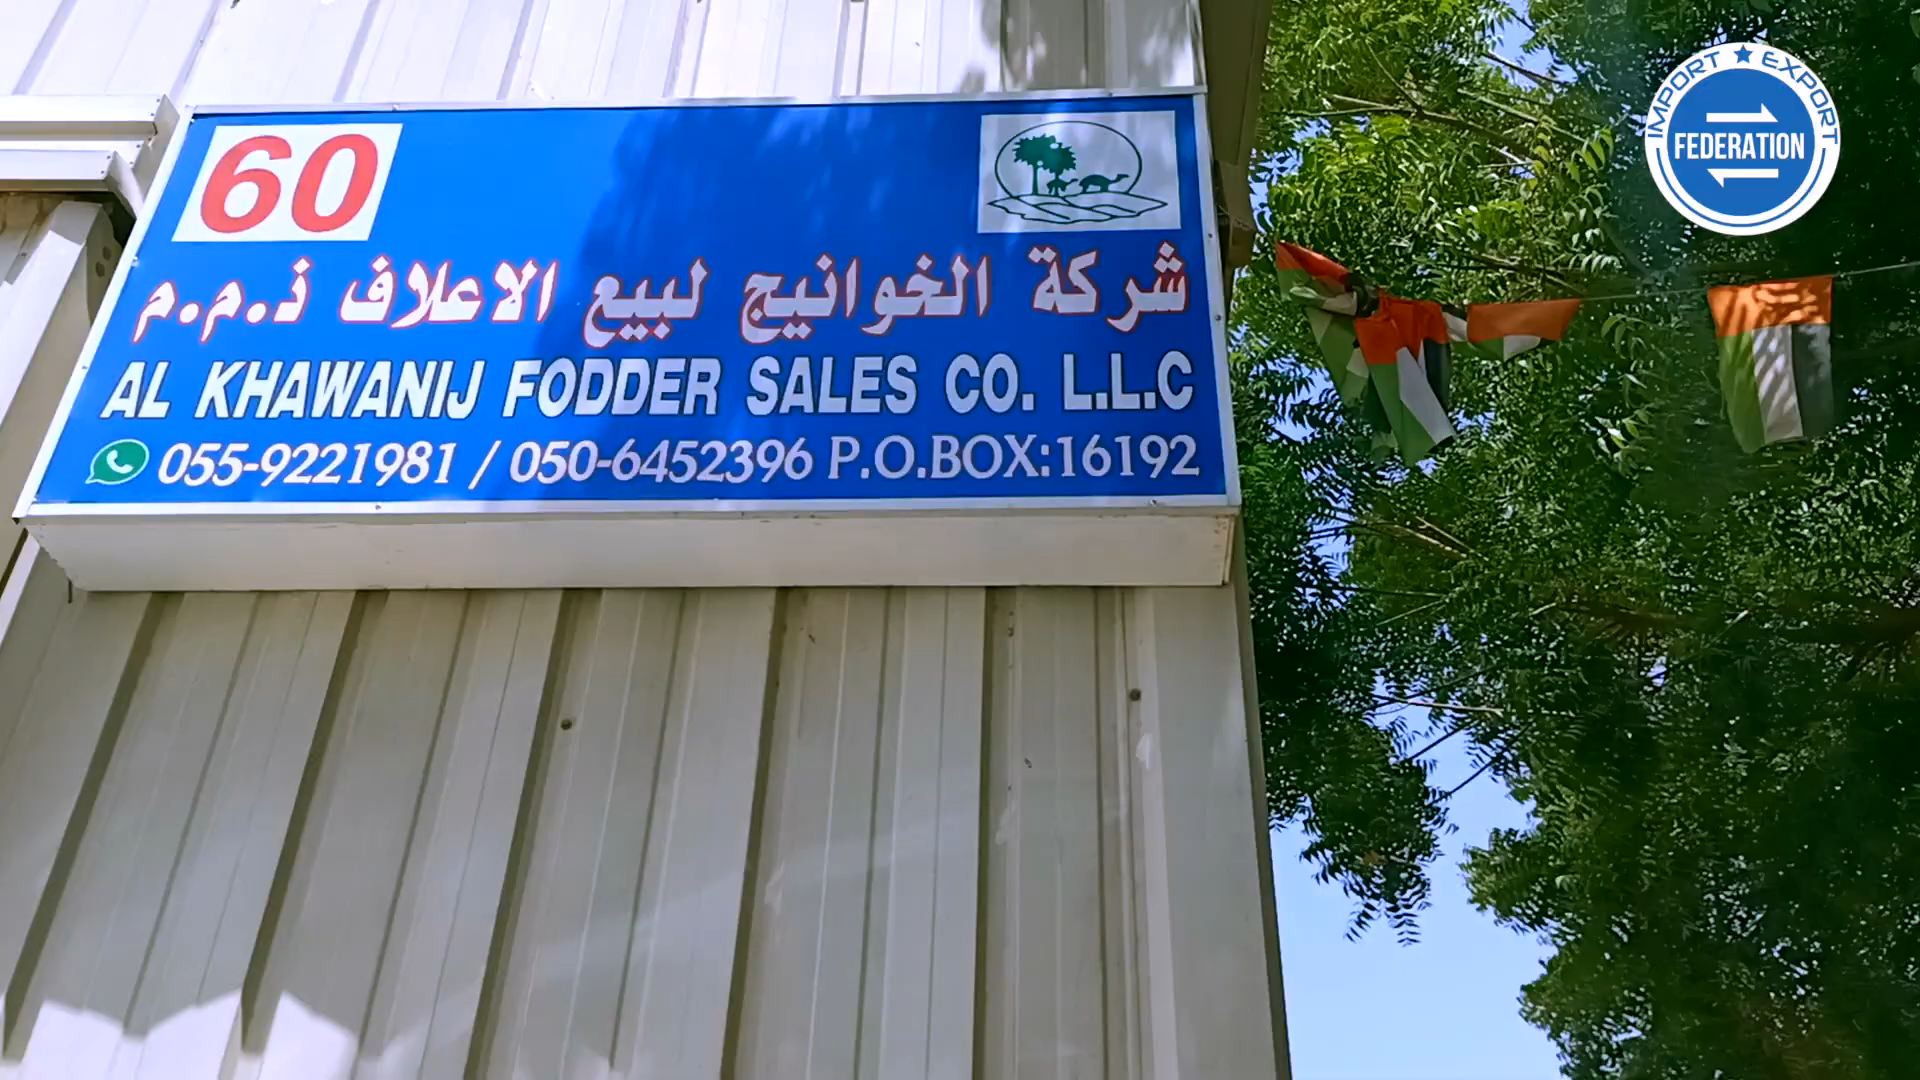 60
شركة الخوانيج لبيع الاعلاف ذ.م.م
AL KHAWANIJ FODDER SALES CO. L.L.C
055-9221981 / 050-6452396 P.O.BOX:16192
IMPORT ★ EXPORT
FEDERATION